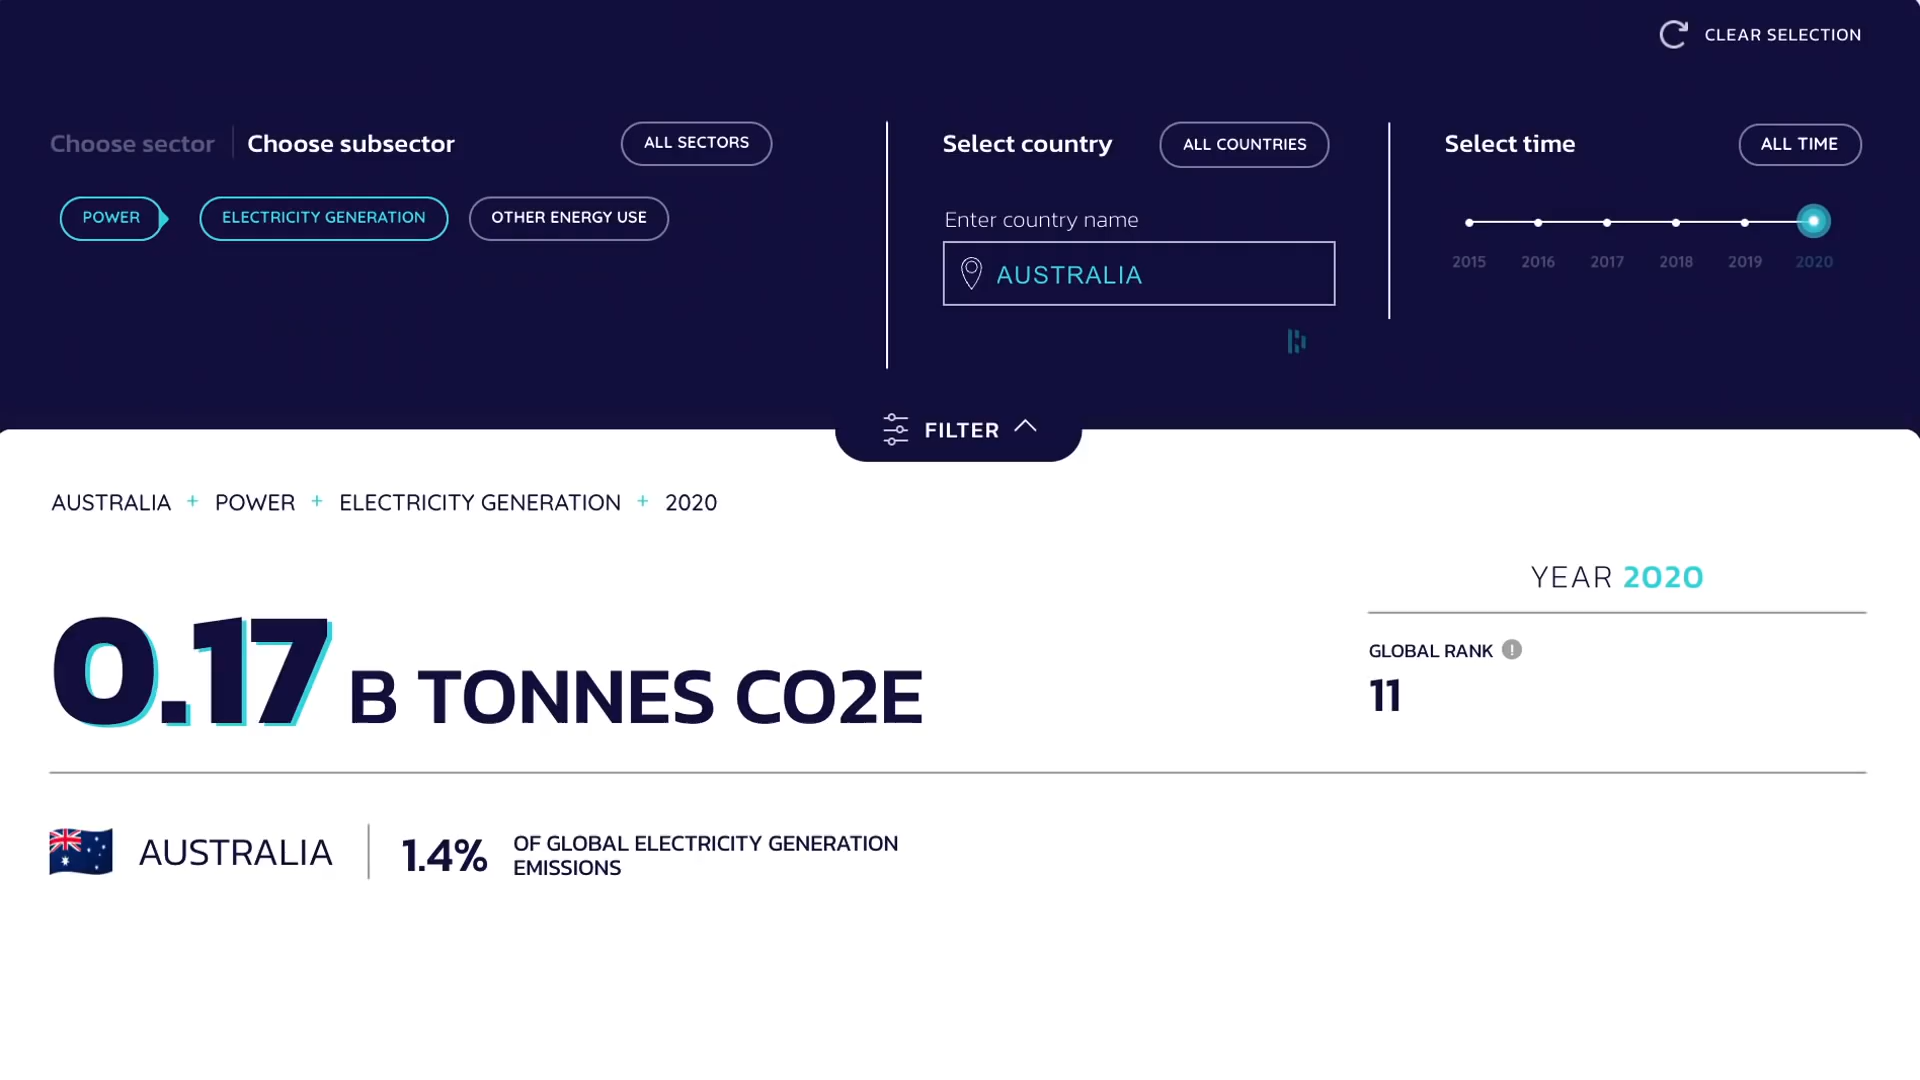 CLEAR SELECTION
Choose sector Choose subsector ALL SECTORS
POWER ELECTRICITY GENERATION OTHER ENERGY USE
Select country ALL COUNTRIES
Enter country name
AUSTRALIA
Select time ALL TIME
2015 2016 2017 2018 2019 2020
FILTER
AUSTRALIA + POWER + ELECTRICITY GENERATION + 2020
0.17 B TONNES CO2E
YEAR 2020
GLOBAL RANK !
11
AUSTRALIA 1.4% OF GLOBAL ELECTRICITY GENERATION
EMISSIONS